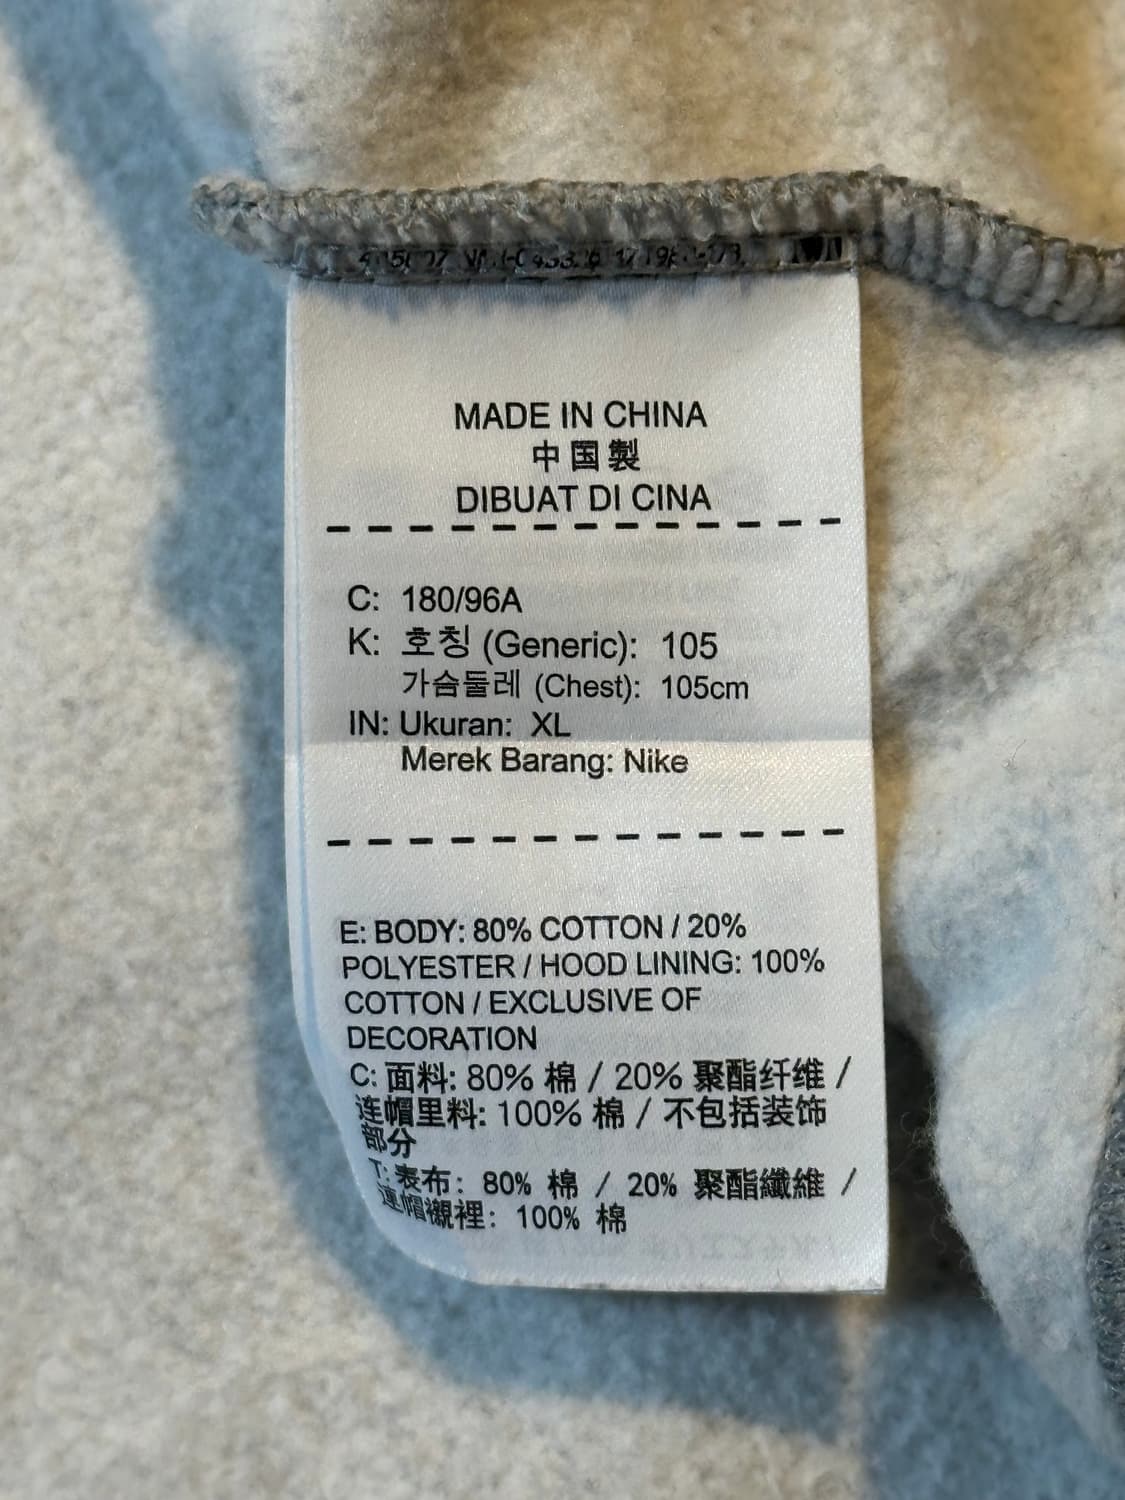 MADE IN CHINA
中国製
DIBUAT DI CINA
C: 180/96A
K: 호칭 (Generic): 105
가슴둘레 (Chest): 105cm
IN: Ukuran: XL
Merek Barang: Nike
E: BODY: 80% COTTON / 20%
POLYESTER / HOOD LINING: 100%
COTTON / EXCLUSIVE OF
DECORATION
C: 面料: 80% 棉 / 20% 聚酯纤维 /
连帽里料: 100% 棉 / 不包括装饰
部分
T: 表布: 80% 棉 / 20% 聚酯纖維 /
連帽襯裡: 100% 棉